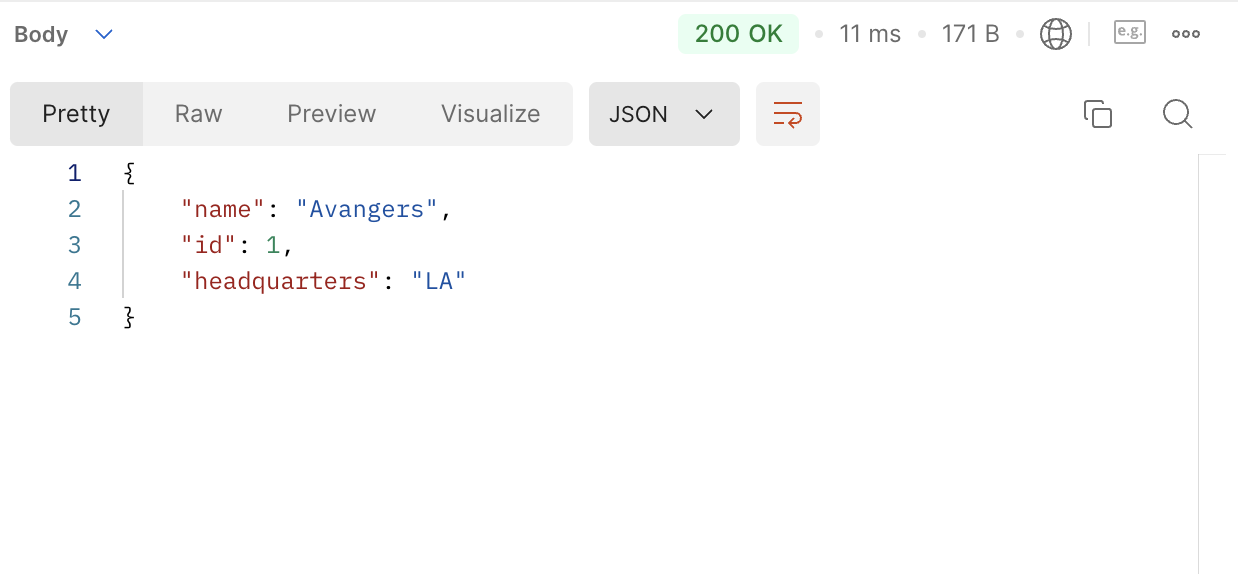 Body 200 OK 11 ms 171 B e.g.
Pretty Raw Preview Visualize JSON
1 {
2 "name": "Avangers",
3 "id": 1,
4 "headquarters": "LA"
5 }